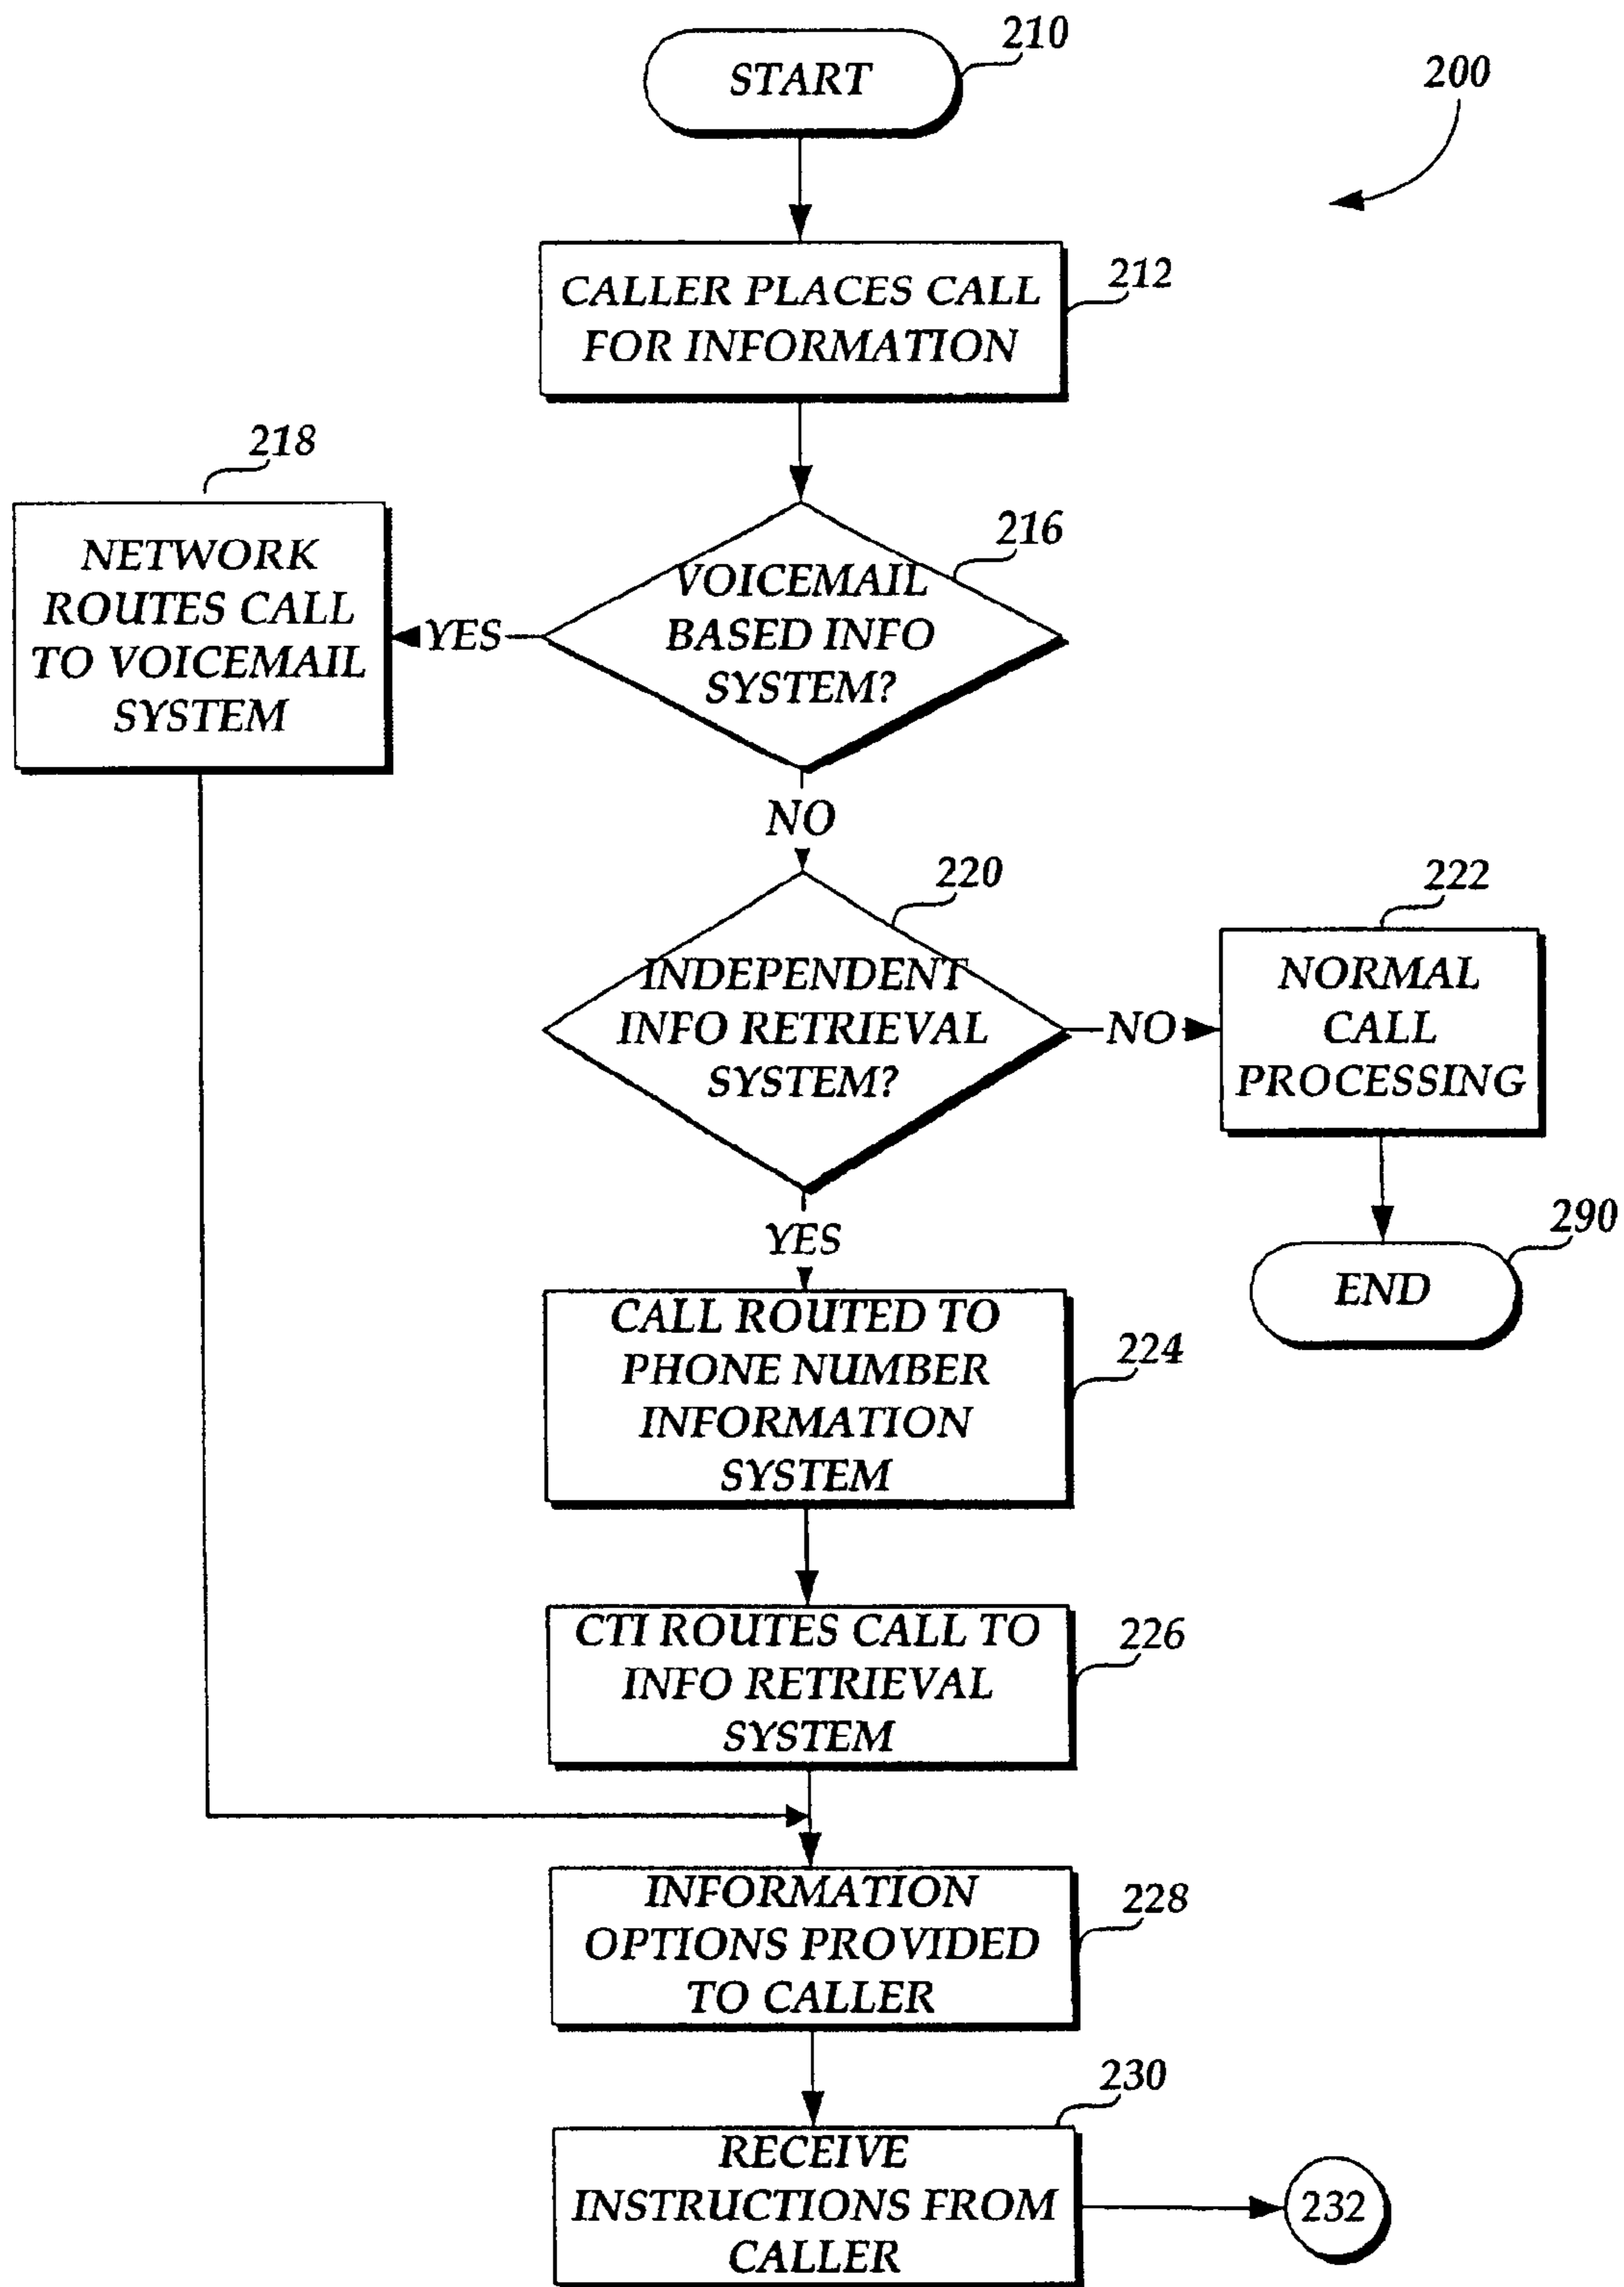 210
START
200
212
CALLER PLACES CALL
FOR INFORMATION
218
NETWORK
ROUTES CALL
TO VOICEMAIL
SYSTEM
216
VOICEMAIL
BASED INFO
SYSTEM?
YES
NO
220
INDEPENDENT
INFO RETRIEVAL
SYSTEM?
NO
222
NORMAL
CALL
PROCESSING
290
END
YES
CALL ROUTED TO
PHONE NUMBER
INFORMATION
SYSTEM
224
CTI ROUTES CALL TO
INFO RETRIEVAL
SYSTEM
226
INFORMATION
OPTIONS PROVIDED
TO CALLER
228
230
RECEIVE
INSTRUCTIONS FROM
CALLER
232